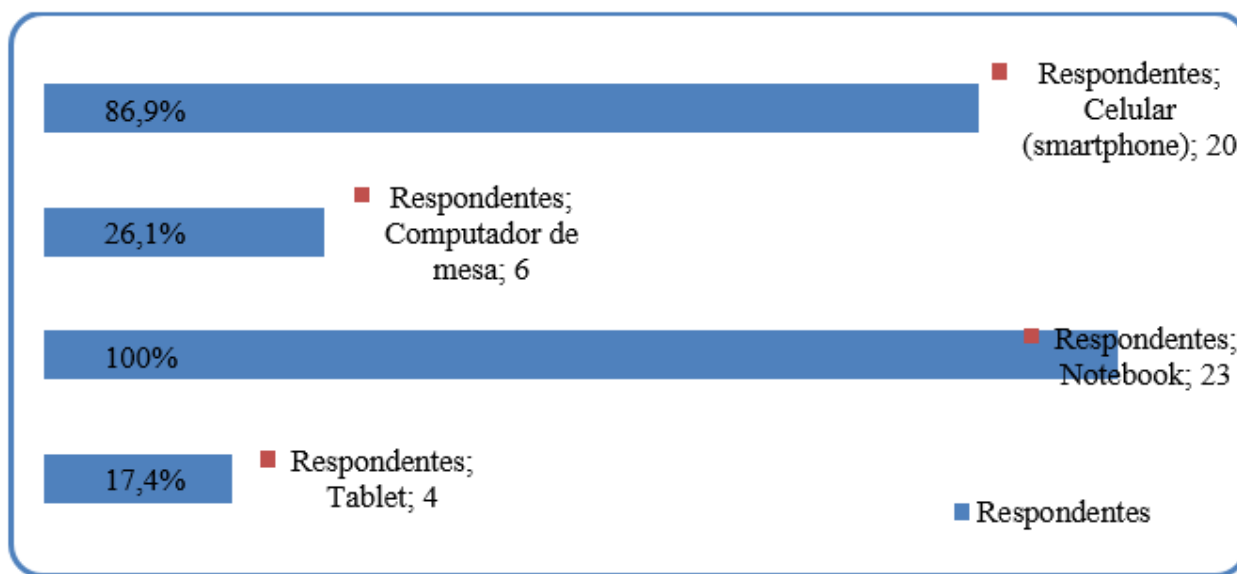 86,9%
Respondentes;
Celular
(smartphone); 20
26,1%
Respondentes;
Computador de
mesa; 6
100%
Respondentes;
Notebook; 23
17,4%
Respondentes;
Tablet; 4
Respondentes